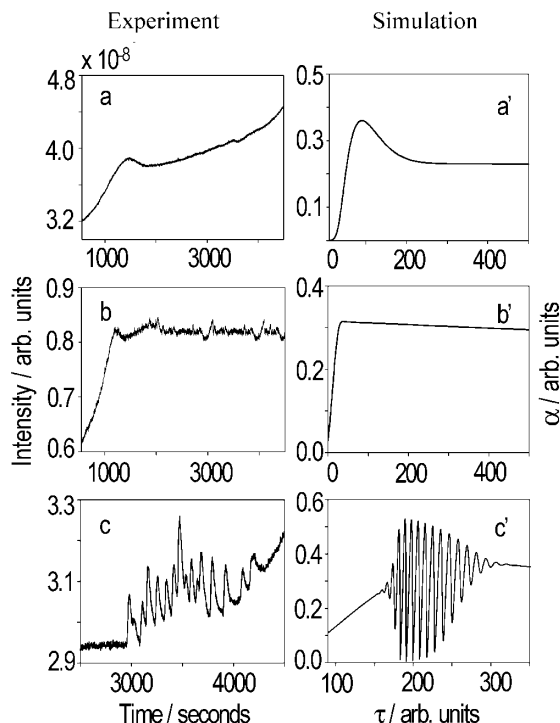 Experiment
Simulation
x 10-8
4.8
4.0
3.2
a
1000
3000
0.5
0.3
0.1
a'
0
200
500
0.9
0.8
0.7
0.6
b
1000
3000
0.4
0.2
0.0
b'
0
200
500
3.3
3.1
2.9
c
3000
4000
0.6
0.4
0.2
0.0
c'
100
200
300
Intensity / arb. units
α / arb. units
Time / seconds
τ / arb. units